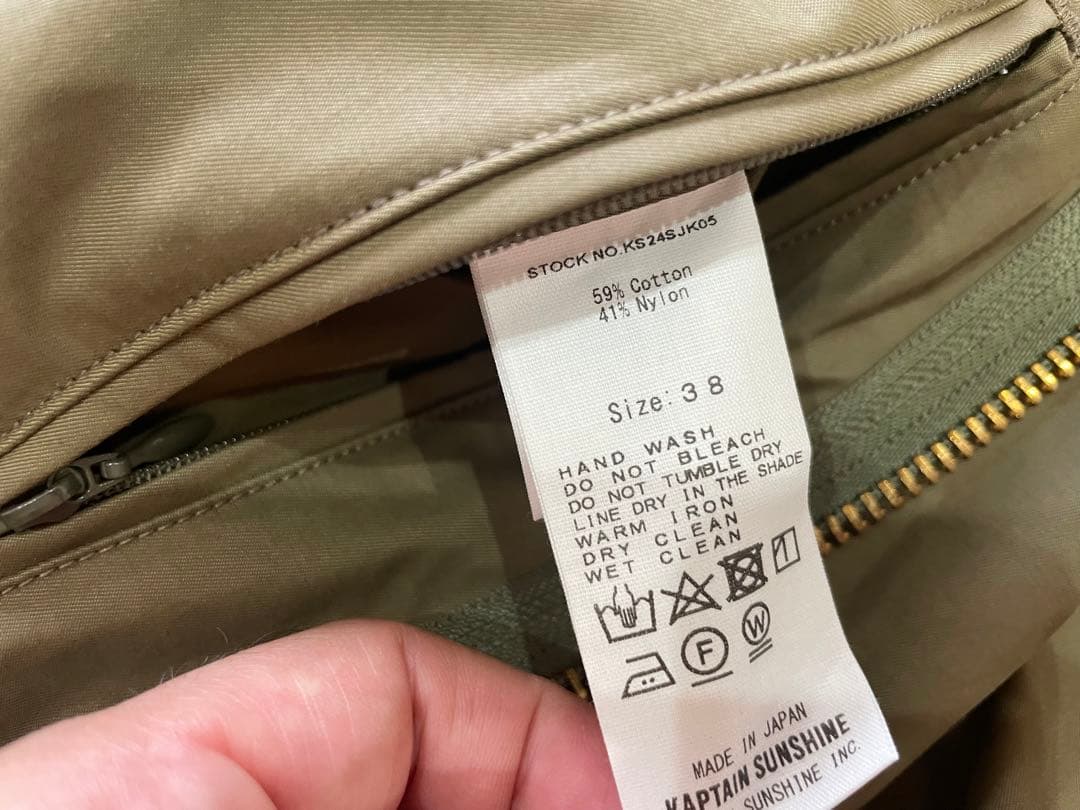 STOCK NO.KS24SJK05
59% Cotton
41% Nylon
Size: 38
HAND WASH
DO NOT BLEACH
DO NOT TUMBLE DRY
LINE DRY IN THE SHADE
WARM IRON
DRY CLEAN
WET CLEAN
F
W
MADE IN JAPAN
KAPTAIN SUNSHINE
SUNSHINE INC.